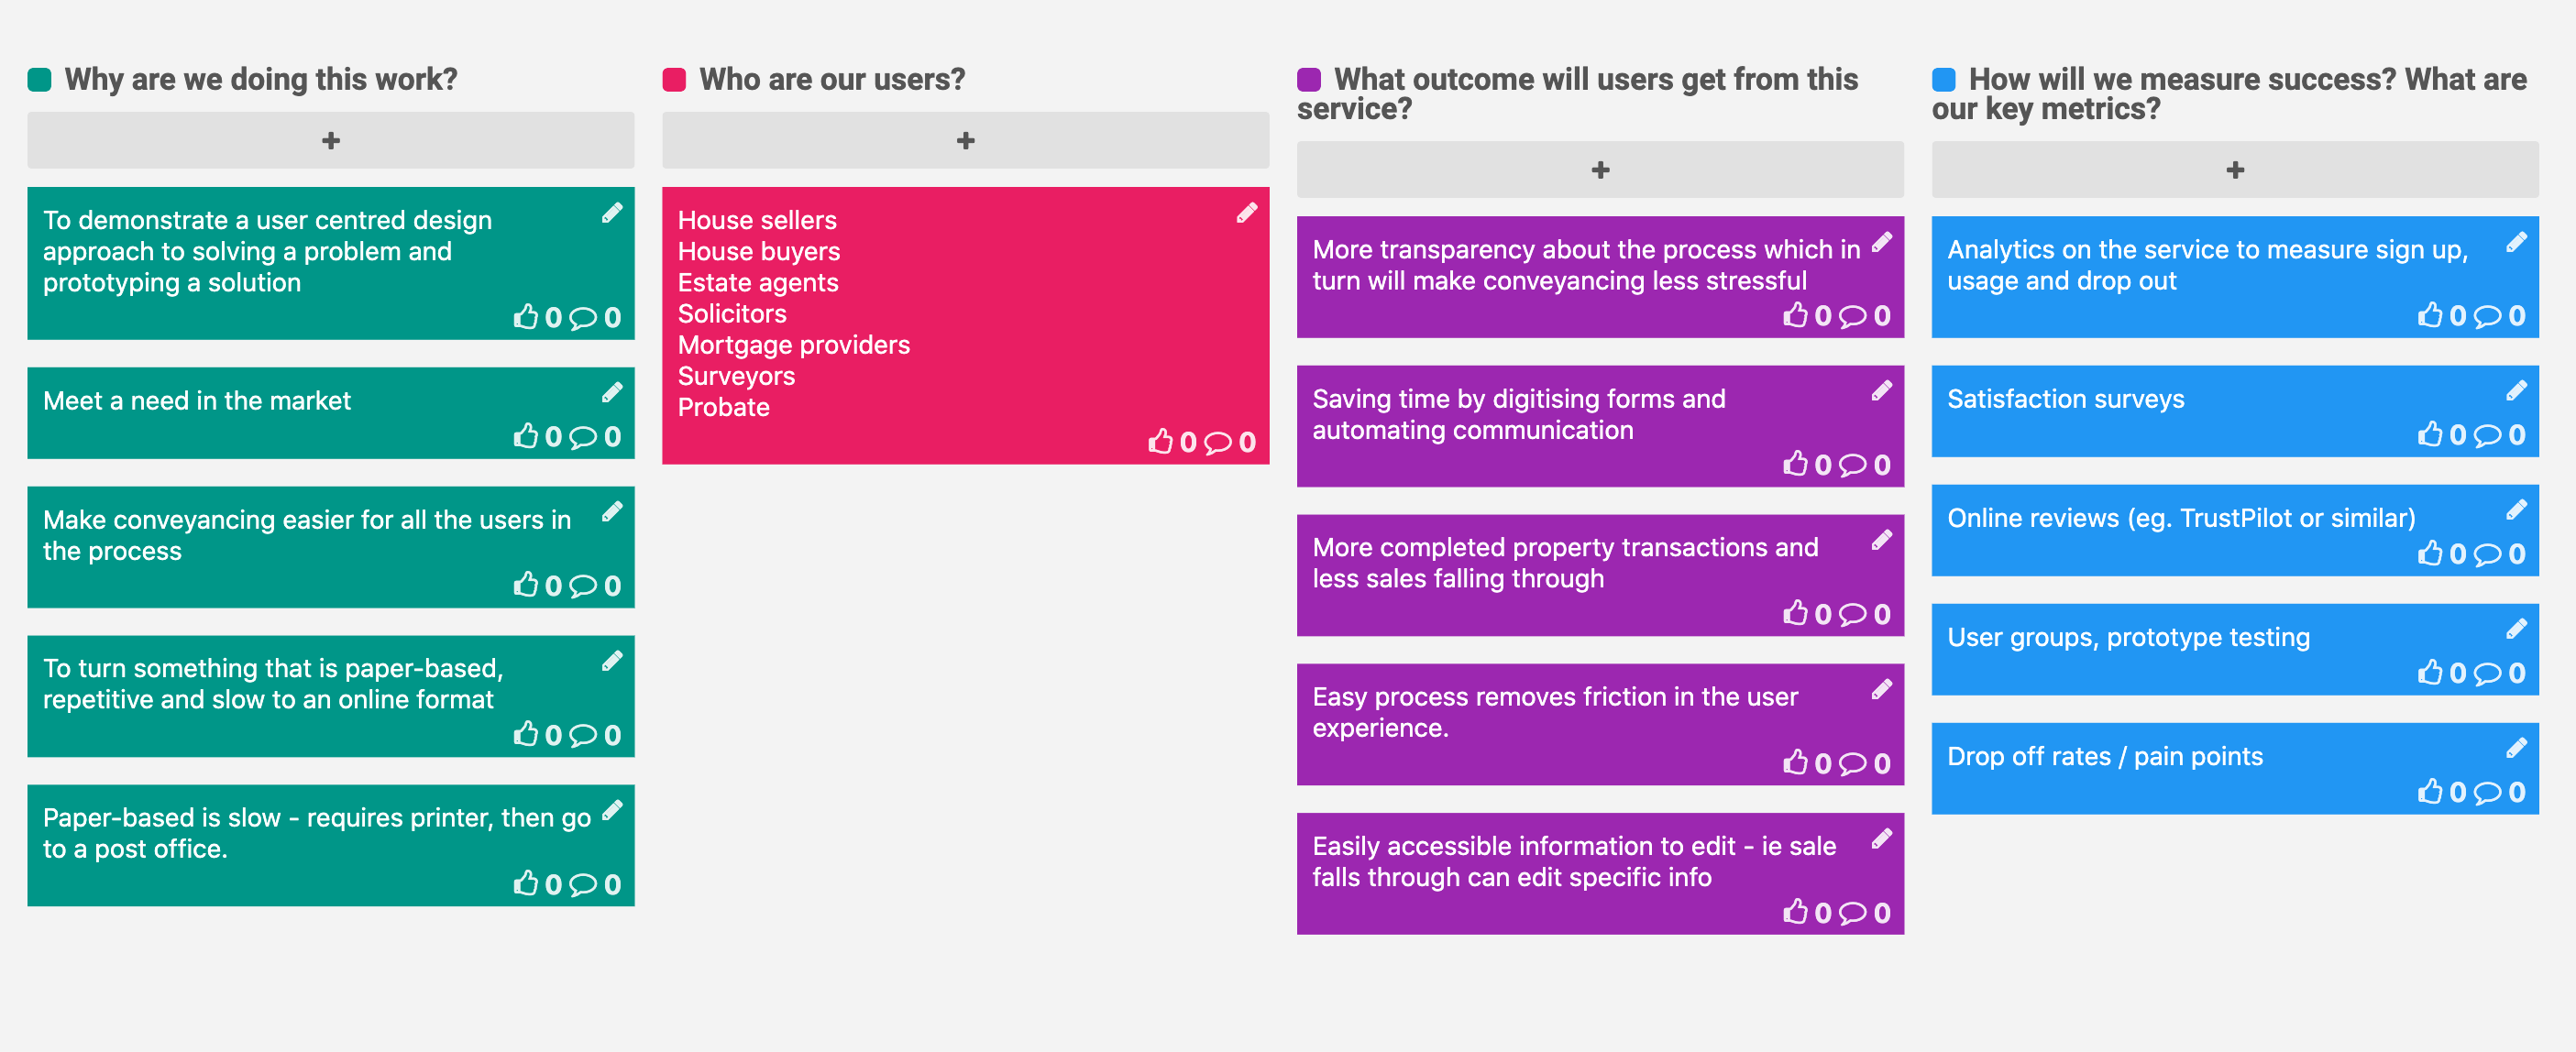 Why are we doing this work?
+
To demonstrate a user centred design
approach to solving a problem and
prototyping a solution
0 0
Meet a need in the market
0 0
Make conveyancing easier for all the users in
the process
0 0
To turn something that is paper-based,
repetitive and slow to an online format
0 0
Paper-based is slow - requires printer, then go
to a post office.
0 0
Who are our users?
+
House sellers
House buyers
Estate agents
Solicitors
Mortgage providers
Surveyors
Probate
0 0
What outcome will users get from this
service?
+
More transparency about the process which in
turn will make conveyancing less stressful
0 0
Saving time by digitising forms and
automating communication
0 0
More completed property transactions and
less sales falling through
0 0
Easy process removes friction in the user
experience.
0 0
Easily accessible information to edit - ie sale
falls through can edit specific info
0 0
How will we measure success? What are
our key metrics?
+
Analytics on the service to measure sign up,
usage and drop out
0 0
Satisfaction surveys
0 0
Online reviews (eg. TrustPilot or similar)
0 0
User groups, prototype testing
0 0
Drop off rates / pain points
0 0